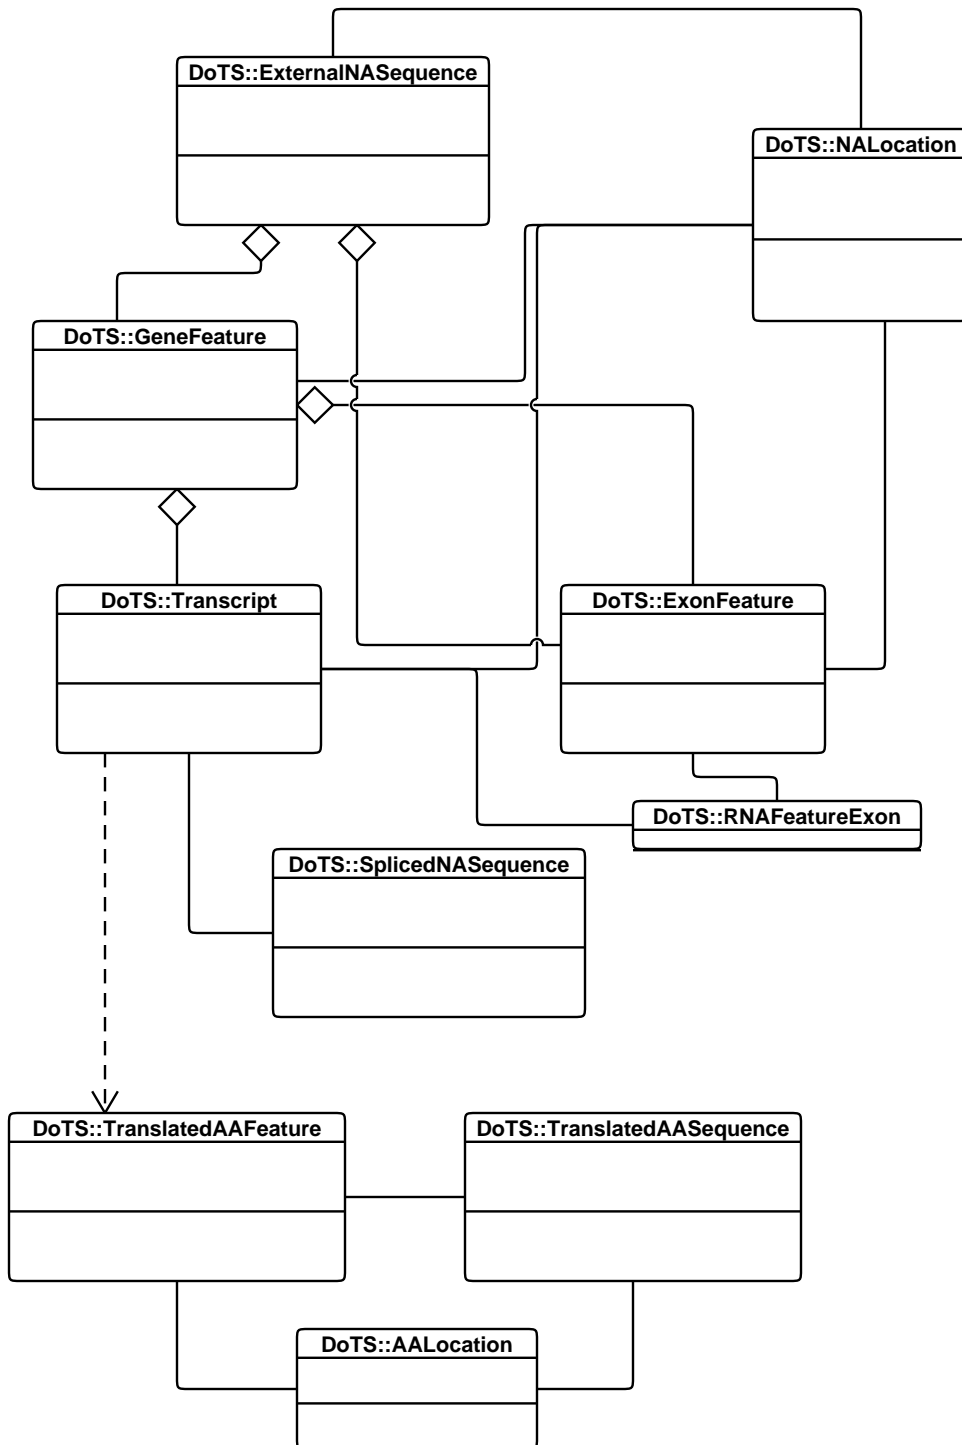 DoTS::ExternalNASequence
DoTS::NALocation
DoTS::GeneFeature
DoTS::Transcript
DoTS::ExonFeature
DoTS::RNAFeatureExon
DoTS::SplicedNASequence
DoTS::TranslatedAAFeature
DoTS::TranslatedAASequence
DoTS::AALocation